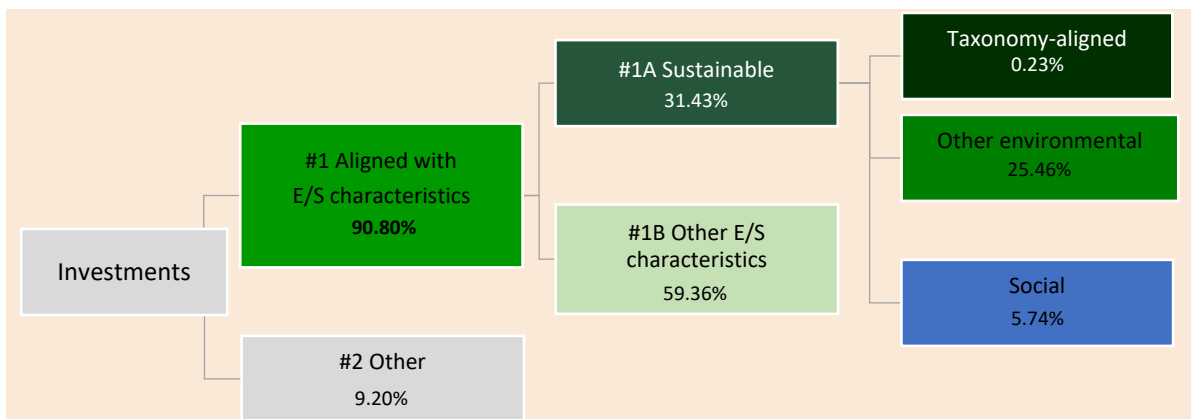 Investments
#1 Aligned with
E/S characteristics
90.80%
#2 Other
9.20%
#1A Sustainable
31.43%
#1B Other E/S
characteristics
59.36%
Taxonomy-aligned
0.23%
Other environmental
25.46%
Social
5.74%